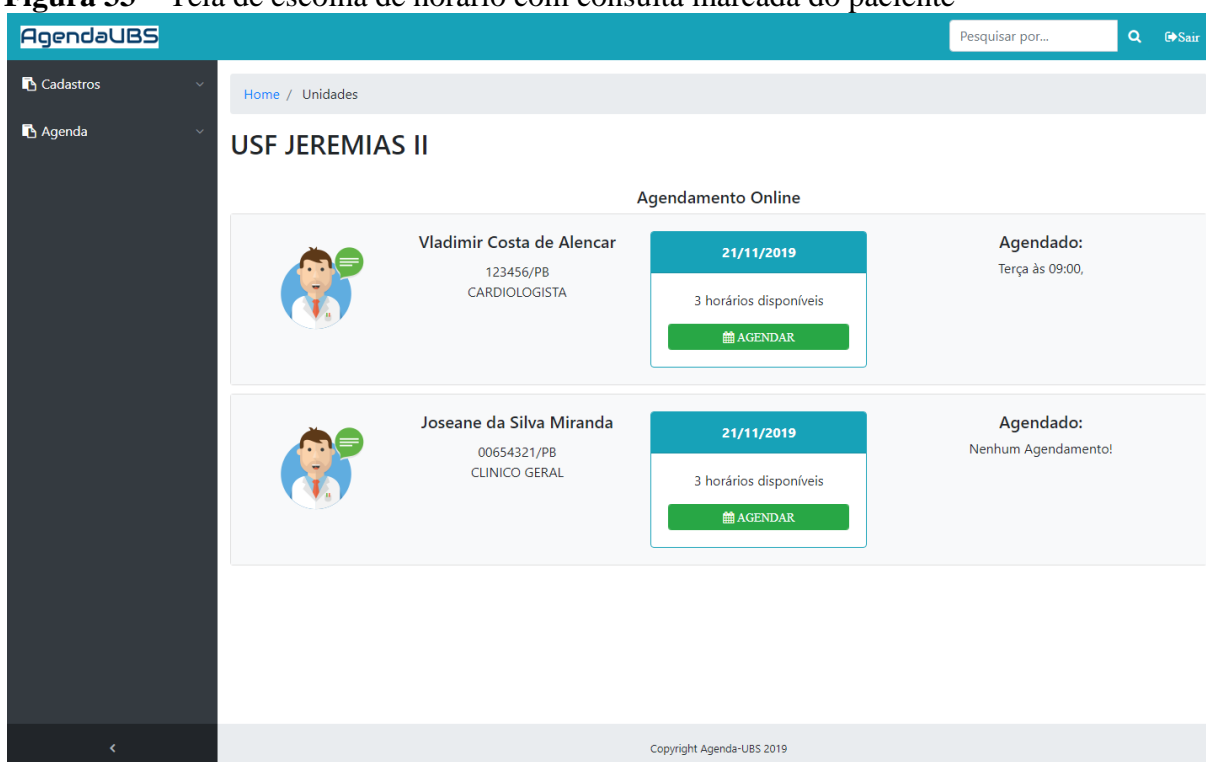 Figura 33 – Tela de escolha de horário com consulta marcada do paciente
AgendaUBS
Pesquisar por...
Sair
Cadastros
Agenda
Home / Unidades
USF JEREMIAS II
Agendamento Online
Vladimir Costa de Alencar
123456/PB
CARDIOLOGISTA
21/11/2019
3 horários disponíveis
AGENDAR
Agendado:
Terça às 09:00,
Joseane da Silva Miranda
00654321/PB
CLINICO GERAL
21/11/2019
3 horários disponíveis
AGENDAR
Agendado:
Nenhum Agendamento!
Copyright Agenda-UBS 2019